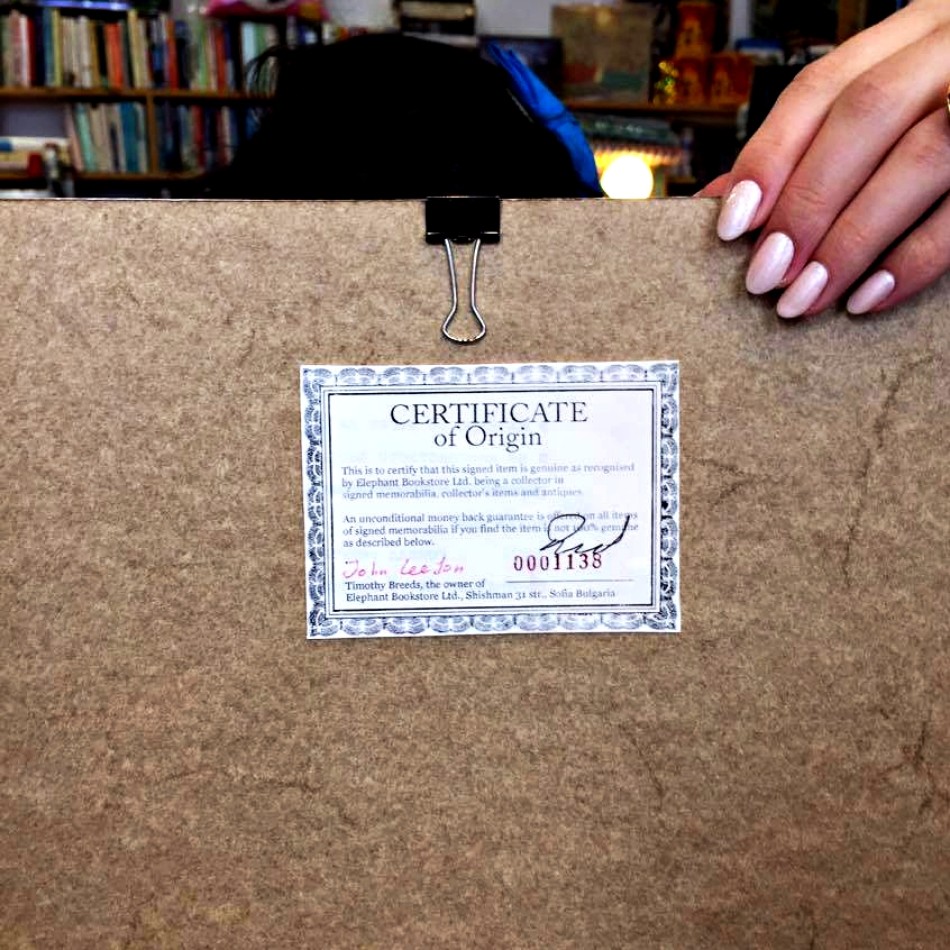 CERTIFICATE
of Origin
This is to certify that this signed item is genuine as recognised
by Elephant Bookstore Ltd. being a collector in
signed memorabilia, collector's items and antiques.
An unconditional money back guarantee is offered on all items
of signed memorabilia if you find the item is not 100% genuine
as described below.
John
0001138
Timothy Breeds, the owner of
Elephant Bookstore Ltd., Shishman 31 str., Sofia Bulgaria